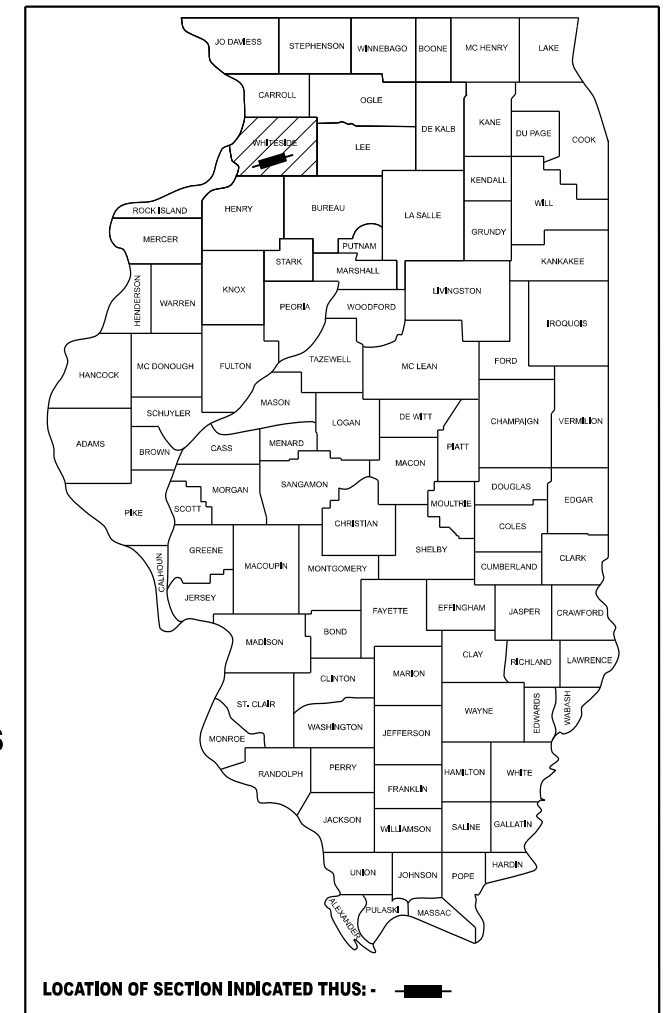 JO DAVIESS
STEPHENSON
WINNEBAGO
BOONE
MC HENRY
LAKE
CARROLL
OGLE
DE KALB
KANE
DU PAGE
COOK
WHITESIDE
LEE
KENDALL
WILL
ROCK ISLAND
HENRY
BUREAU
LA SALLE
GRUNDY
MERCER
PUTNAM
KANKAKEE
STARK
MARSHALL
HENDERSON
WARREN
KNOX
PEORIA
WOODFORD
LIVINGSTON
IROQUOIS
HANCOCK
MC DONOUGH
FULTON
TAZEWELL
MC LEAN
FORD
MASON
SCHUYLER
LOGAN
DE WITT
CHAMPAIGN
VERMILION
ADAMS
BROWN
CASS
MENARD
MACON
PIATT
MORGAN
SANGAMON
DOUGLAS
EDGAR
PIKE
SCOTT
CHRISTIAN
MOULTRIE
COLES
GREENE
MACOUPIN
MONTGOMERY
SHELBY
CUMBERLAND
CLARK
CALHOUN
JERSEY
FAYETTE
EFFINGHAM
JASPER
CRAWFORD
MADISON
BOND
CLAY
RICHLAND
LAWRENCE
CLINTON
MARION
ST. CLAIR
WAYNE
EDWARDS
WABASH
MONROE
WASHINGTON
JEFFERSON
S
RANDOLPH
PERRY
HAMILTON
WHITE
FRANKLIN
JACKSON
WILLIAMSON
SALINE
GALLATIN
UNION
JOHNSON
POPE
HARDIN
ALEXANDER
PULASKI
MASSAC
LOCATION OF SECTION INDICATED THUS: -